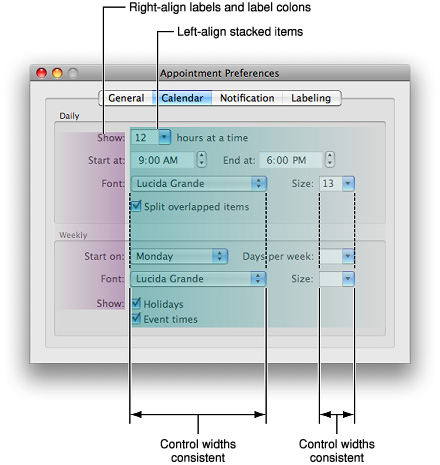 Right-align labels and label colons
Left-align stacked items
Appointment Preferences
General Calendar Notification Labeling
Daily
Show: 12 hours at a time
Start at: 9:00 AM End at: 6:00 PM
Font: Lucida Grande Size: 13
Split overlapped items
Weekly
Start on: Monday Days per week:
Font: Lucida Grande Size:
Show: Holidays
Event times
Control widths consistent
Control widths consistent